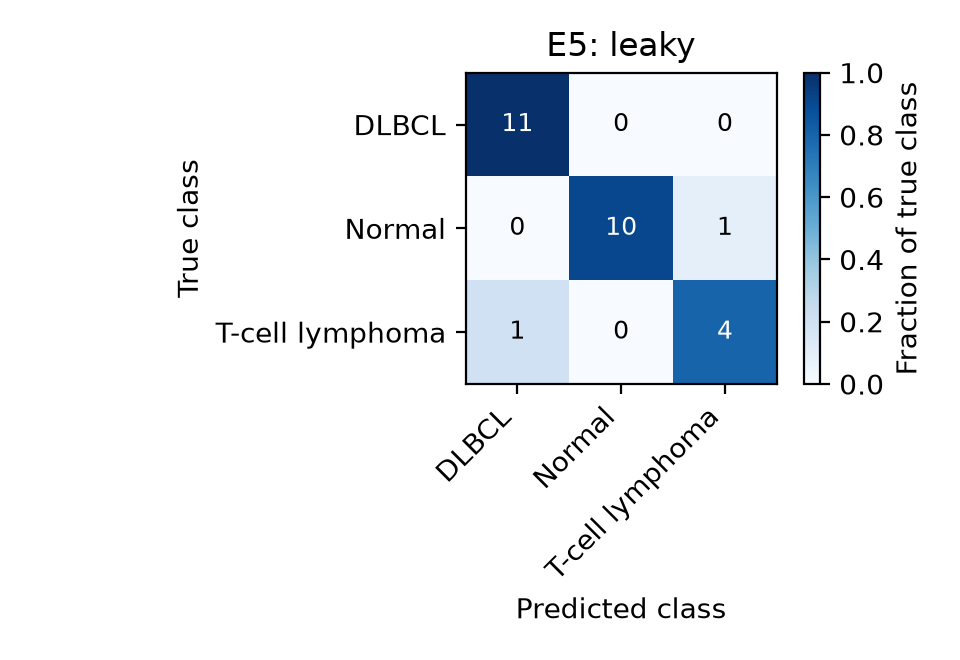 E5: leaky
True class
DLBCL
11 0 0
Normal
0 10 1
T-cell lymphoma
1 0 4
DLBCL
Normal
T-cell lymphoma
Predicted class
1.0
0.8
0.6
0.4
0.2
0.0
Fraction of true class